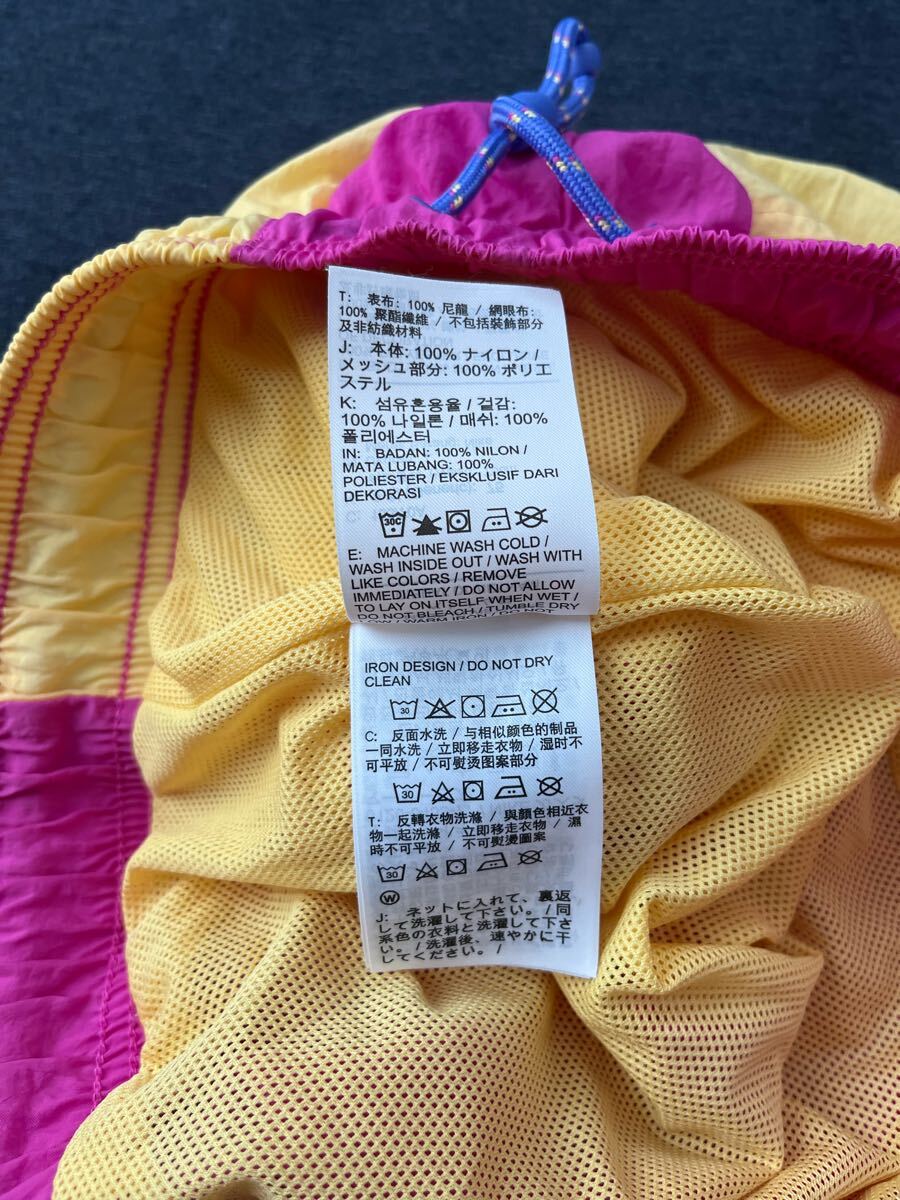 T: 表布: 100% 尼龍 / 網眼布:
100% 聚酯纖維 / 不包括裝飾部分
及非紡織材料
J: 本体: 100% ナイロン /
メッシュ部分: 100% ポリエ
ステル
K: 섬유혼용율 / 겉감:
100% 나일론 / 매쉬: 100%
폴리에스터
IN: BADAN: 100% NILON /
MATA LUBANG: 100%
POLIESTER / EKSKLUSIF DARI
DEKORASI
30C
E: MACHINE WASH COLD /
WASH INSIDE OUT / WASH WITH
LIKE COLORS / REMOVE
IMMEDIATELY / DO NOT ALLOW
TO LAY ON ITSELF WHEN WET /
DO NOT BLEACH / TUMBLE DRY
LOW / WARM IRON / DO NOT
IRON DESIGN / DO NOT DRY
CLEAN
30
C: 反面水洗 / 与相似颜色的制品
一同水洗 / 立即移走衣物 / 湿时不
可平放 / 不可熨烫图案部分
30
T: 反轉衣物洗滌 / 與顏色相近衣
物一起洗滌 / 立即移走衣物 / 濕
時不可平放 / 不可熨燙圖案
30
W
J: ネットに入れて、裏返
して洗濯して下さい。/ 同
系色の衣料と洗濯して下さ
い。/ 洗濯後、速やかに干
してください。/